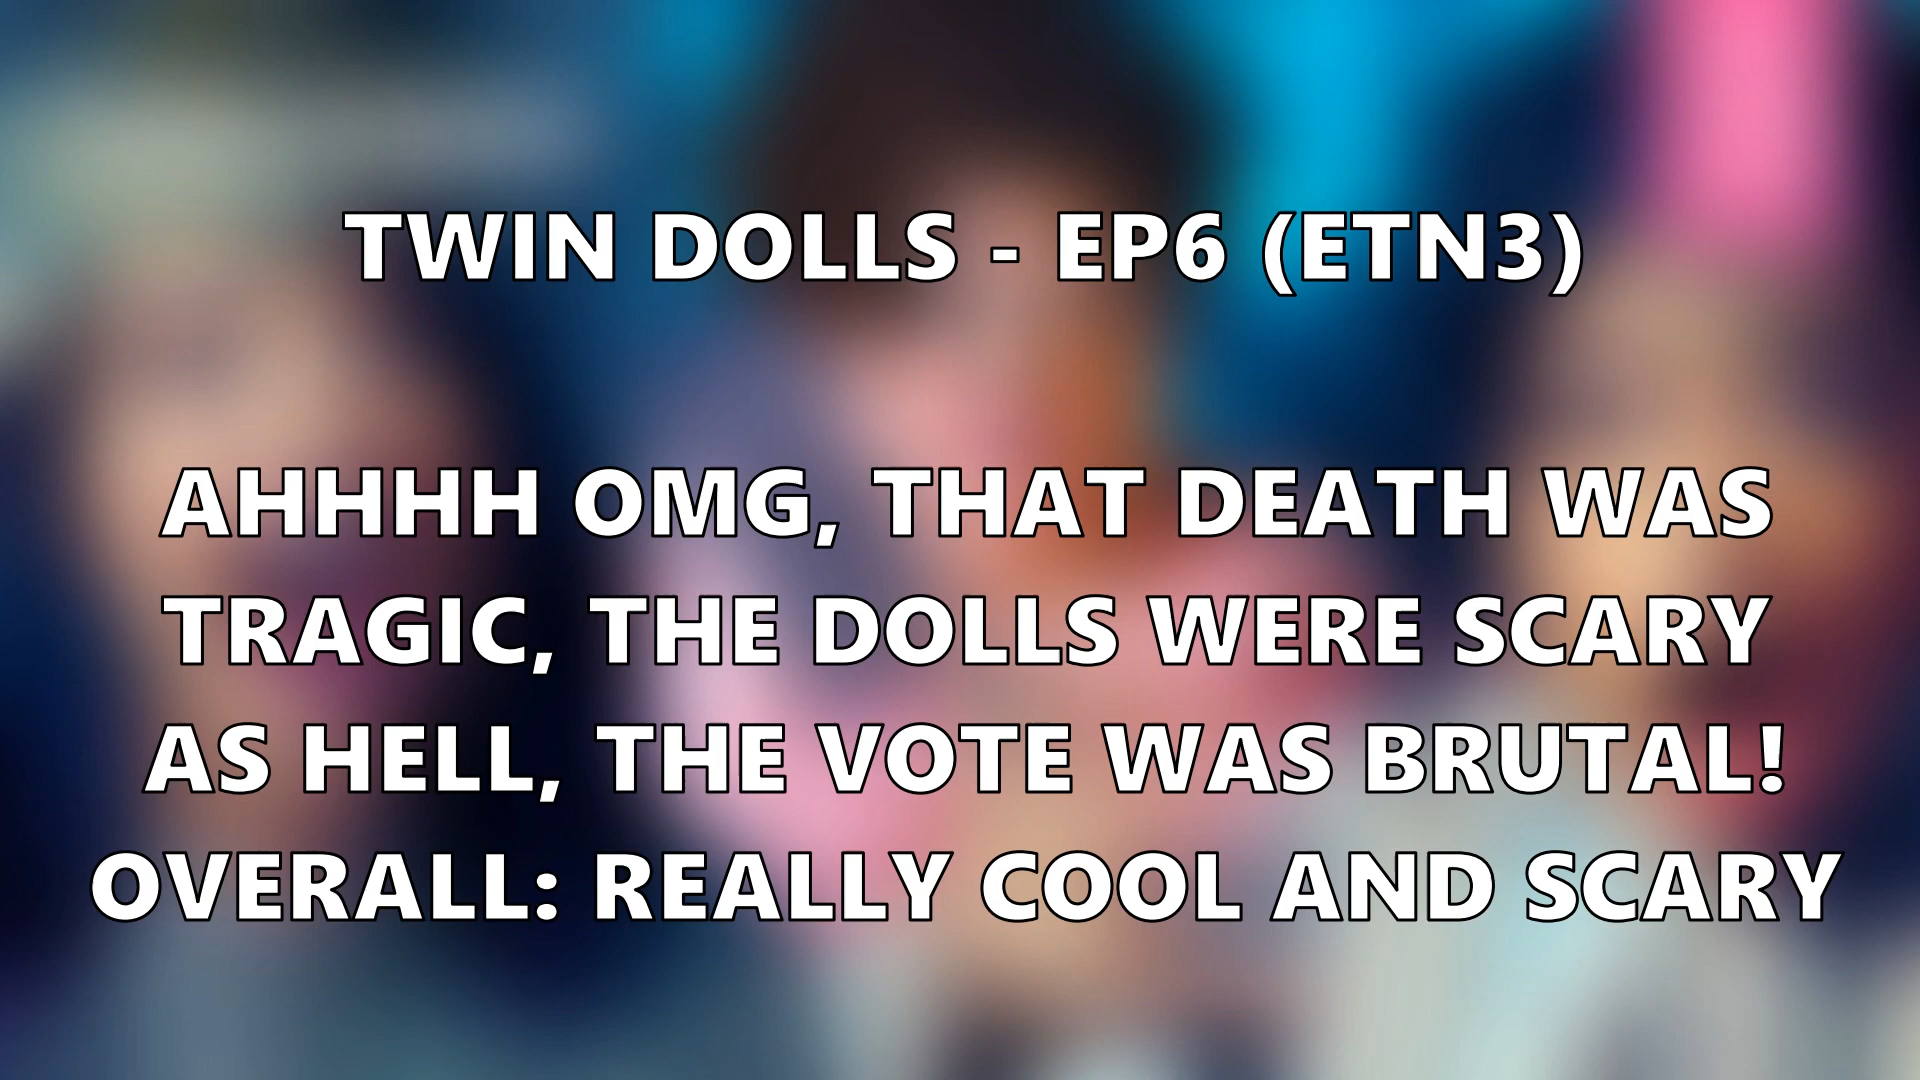 TWIN DOLLS - EP6 (ETN3)
AHHHH OMG, THAT DEATH WAS
TRAGIC, THE DOLLS WERE SCARY
AS HELL, THE VOTE WAS BRUTAL!
OVERALL: REALLY COOL AND SCARY